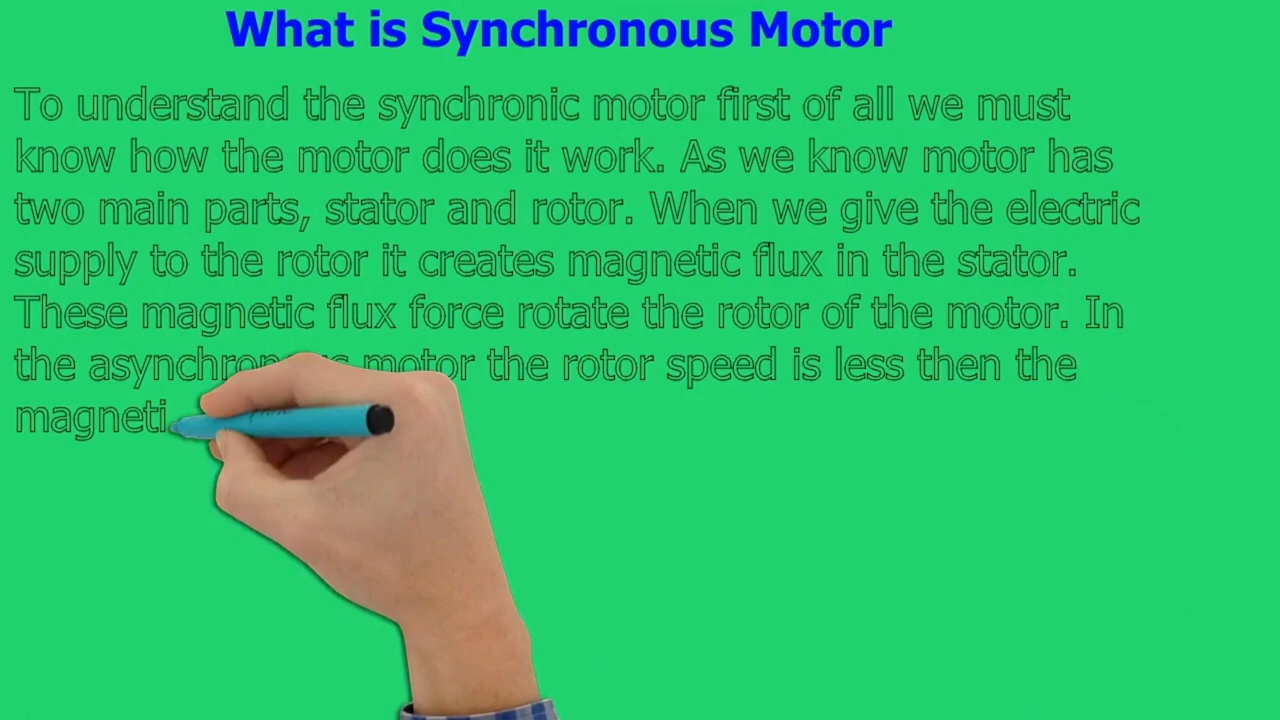 What is Synchronous Motor
To understand the synchronic motor first of all we must
know how the motor does it work. As we know motor has
two main parts, stator and rotor. When we give the electric
supply to the rotor it creates magnetic flux in the stator.
These magnetic flux force rotate the rotor of the motor. In
the asynchronous motor the rotor speed is less then the
magneti